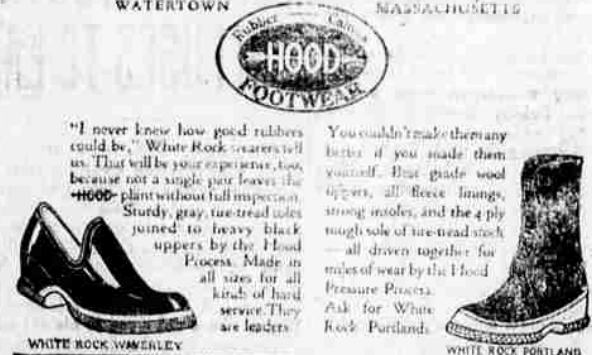 WATERTOWN MASSACHUSETTS
Rubber Canvas
HOOD
FOOTWEAR
"I never knew how good rubbers
could be," White Rock wearers tell
us. That will be your experience, too,
because not a single pair leaves the
HOOD plant without full inspection.
Sturdy, gray, tire-tread soles
joined to heavy black
uppers by the Hood
Process. Made in
all sizes for all
kinds of hard
service. They
are leaders.
WHITE ROCK WAVERLEY
You couldn't make them any
better if you made them
yourself. Best grade wool
uppers, all fleece linings,
strong insoles, and the 4 ply
tough sole of tire-tread stock
— all driven together for
miles of wear by the Hood
Pressure Process.
Ask for White
Rock Portlands.
WHITE ROCK PORTLAND